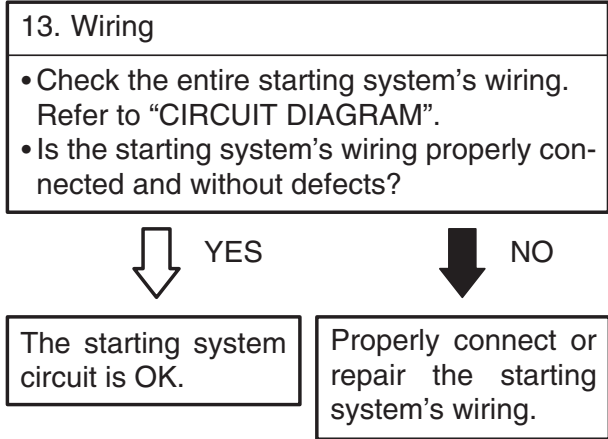 13. Wiring
• Check the entire starting system’s wiring.
Refer to “CIRCUIT DIAGRAM”.
• Is the starting system’s wiring properly con-
nected and without defects?
YES
NO
The starting system
circuit is OK.
Properly connect or
repair the starting
system’s wiring.